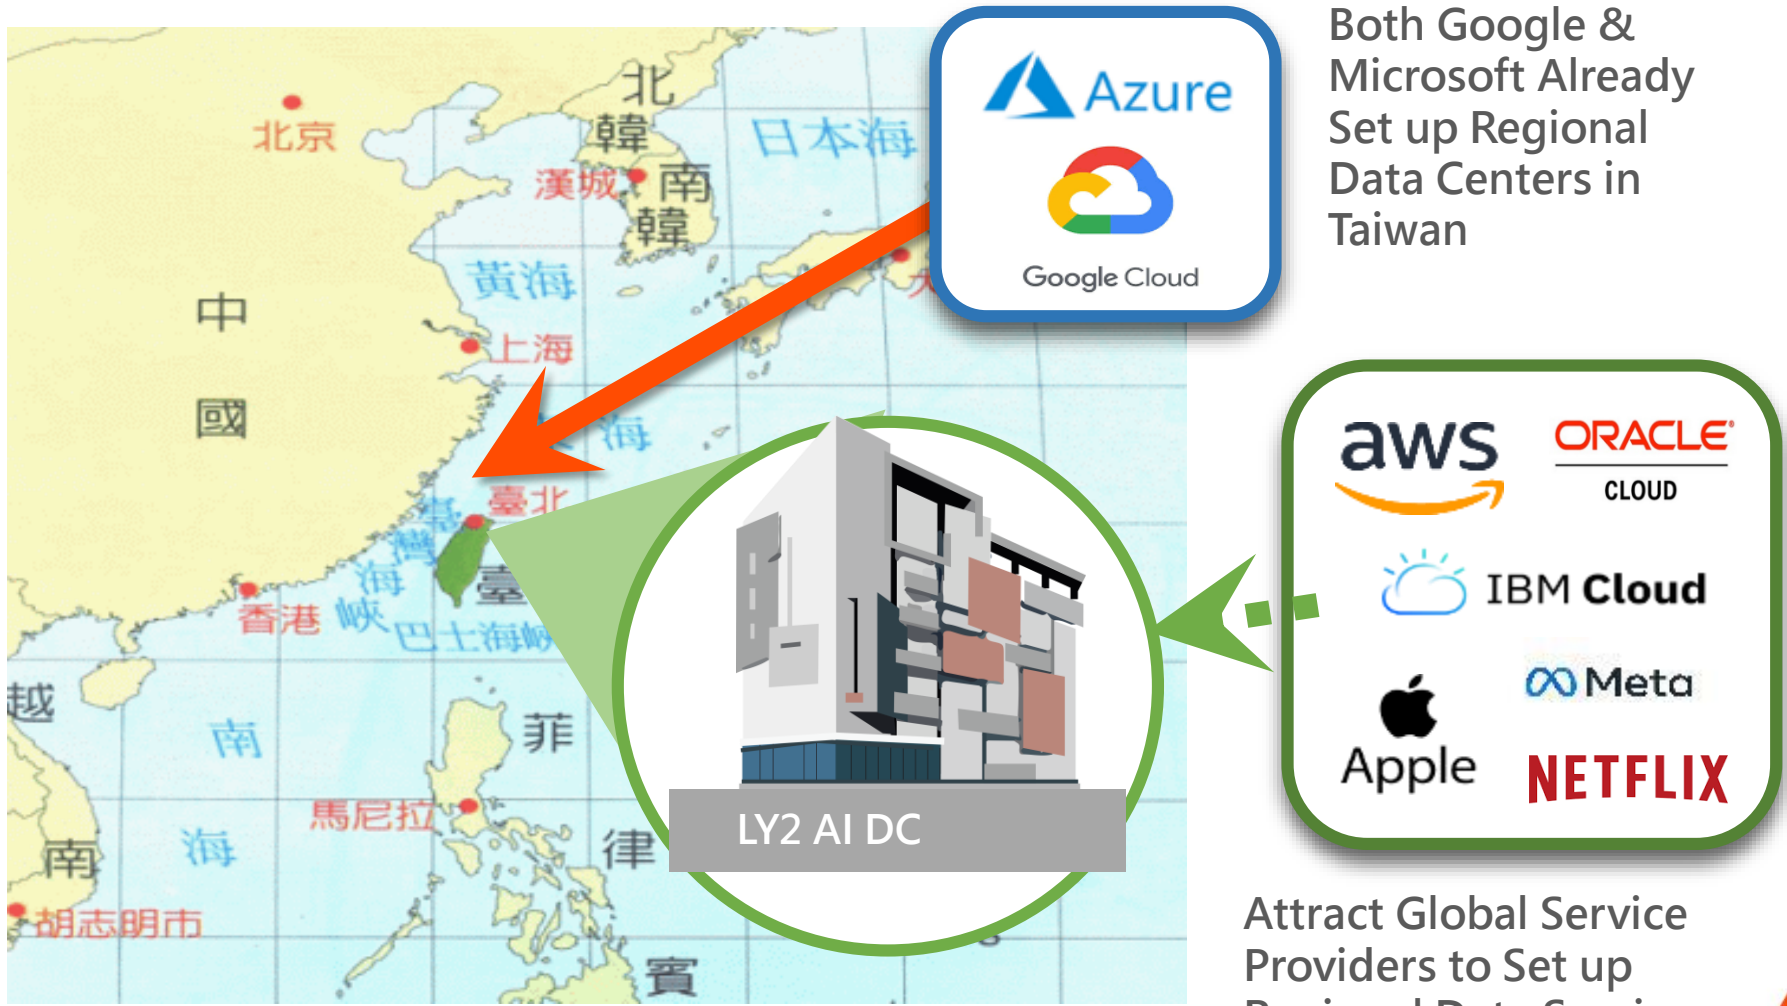 Both Google &
Microsoft Already
Set up Regional
Data Centers in
Taiwan
Azure
Google Cloud
北京
北
韓
漢城
南
韓
日本海
黃海
中
國
上海
海
臺北
臺
灣
海
峽
臺
香港
巴士海峽
越
南
南
海
菲
律
賓
馬尼拉
胡志明市
LY2 AI DC
aws
ORACLE
CLOUD
IBM Cloud
Meta
Apple
NETFLIX
Attract Global Service
Providers to Set up